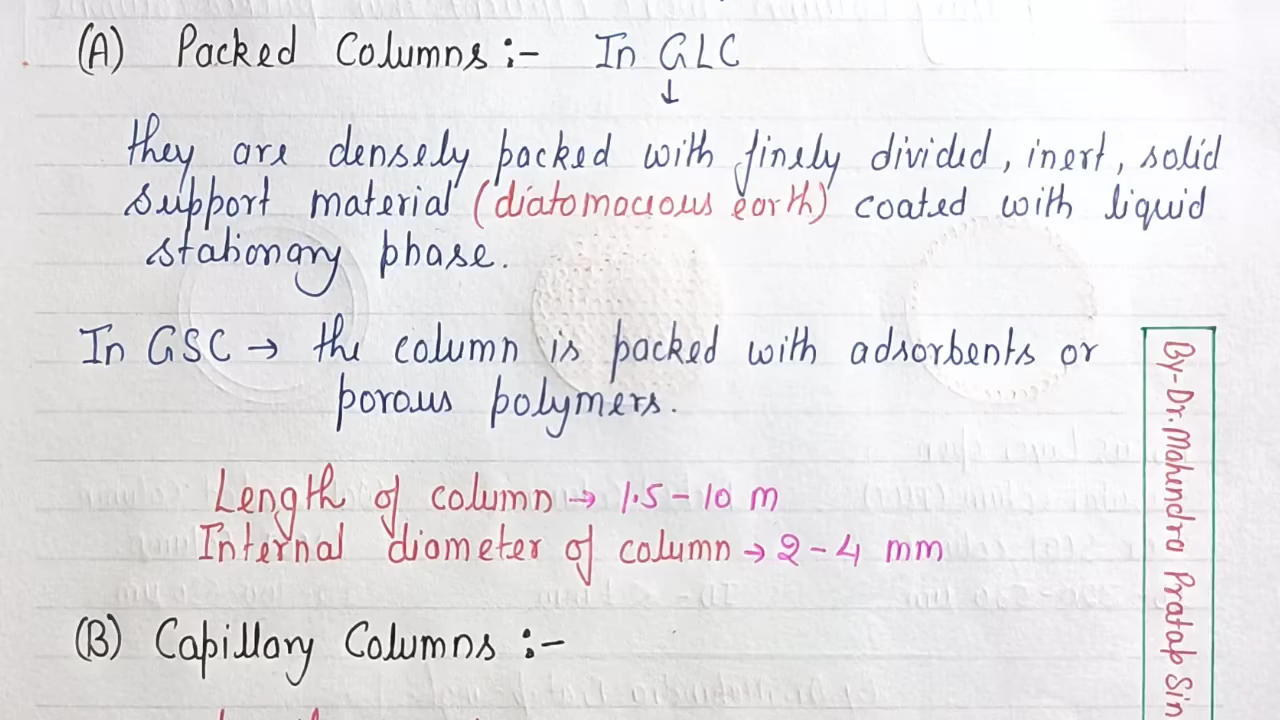 (A) Packed Columns :- In GLC
↓
they are densely packed with finely divided, inert, solid
support material (diatomacious earth) coated with liquid
stationary phase.
In GSC → the column is packed with adsorbents or
porous polymers.
Length of column → 1.5 - 10 m
Internal diameter of column → 2 - 4 mm
(B) Capillary Columns :-
By-Dr. Mahendra Pratap Sin